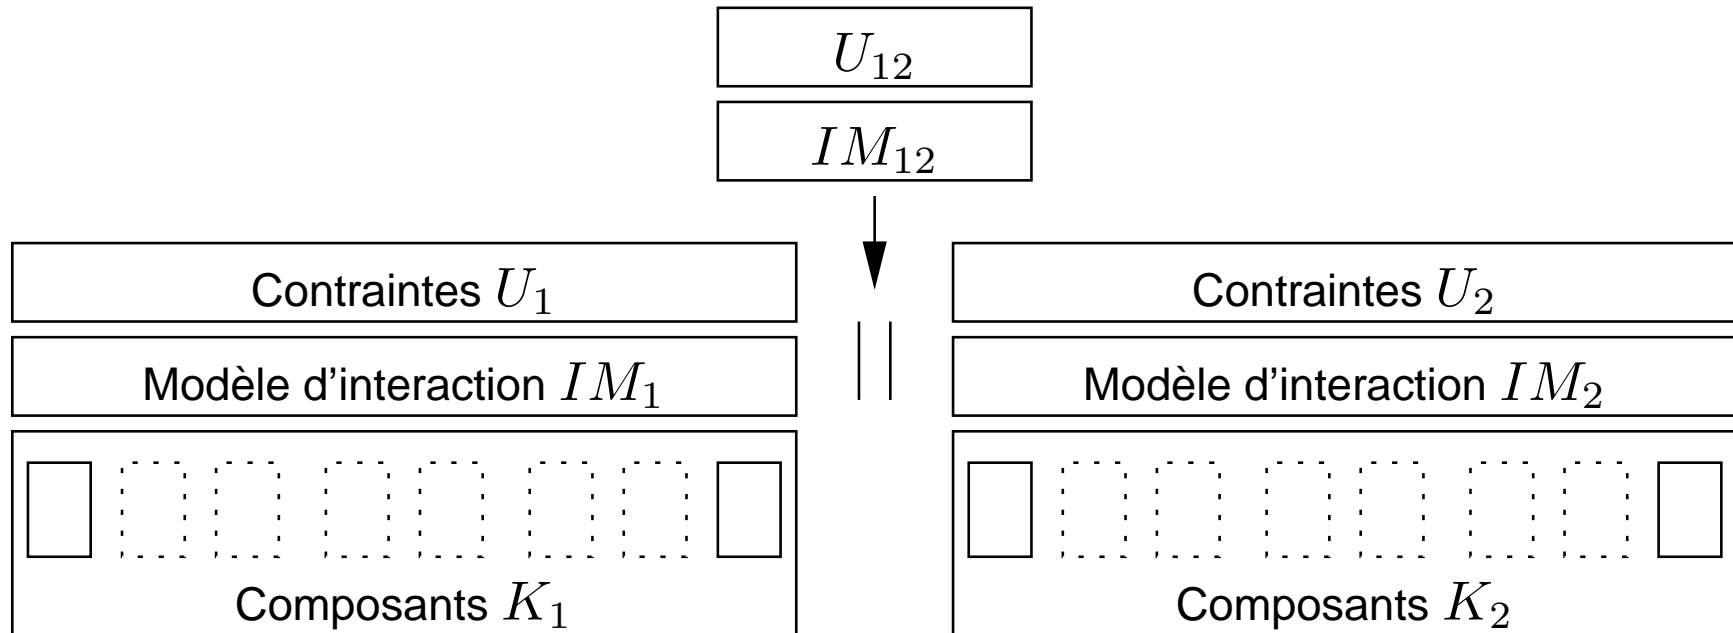 U12
IM12
Contraintes U1
Contraintes U2
Modèle d'interaction IM1
Modèle d'interaction IM2
Composants K1
Composants K2